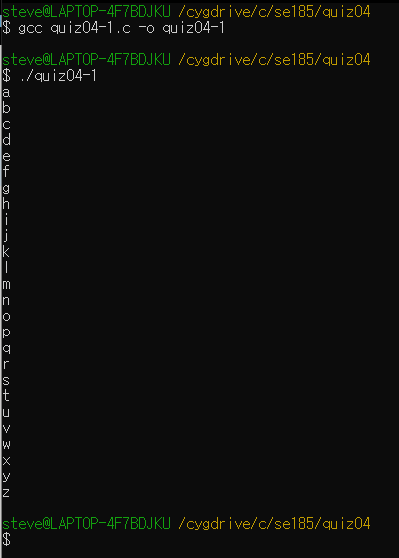 steve@LAPTOP-4F7BDJKU /cygdrive/c/se185/quiz04
$ gcc quiz04-1.c -o quiz04-1
steve@LAPTOP-4F7BDJKU /cygdrive/c/se185/quiz04
$ ./quiz04-1
a
b
c
d
e
f
g
h
i
j
k
l
m
n
o
p
q
r
s
t
u
v
w
x
y
z
steve@LAPTOP-4F7BDJKU /cygdrive/c/se185/quiz04
$